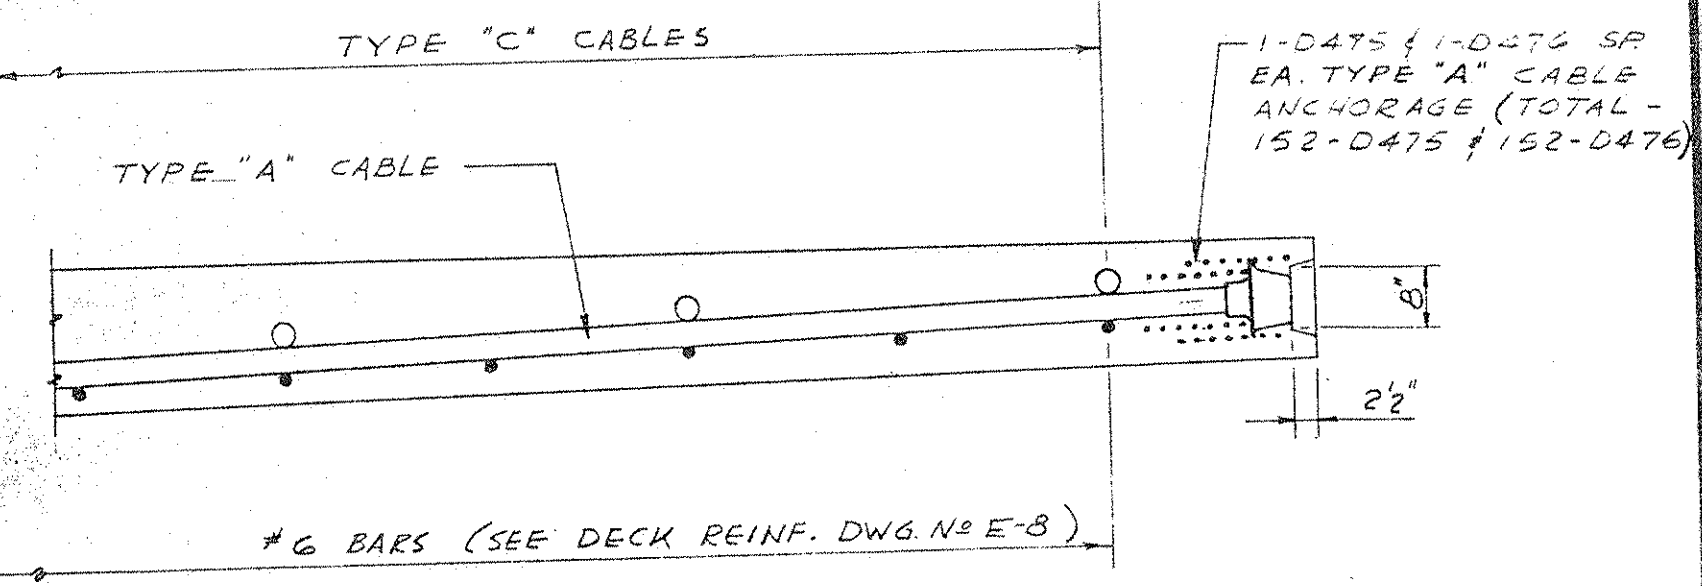 TYPE "C" CABLES
1-D475 & 1-D476 SP.
EA. TYPE "A" CABLE
ANCHORAGE (TOTAL -
152-D475 & 152-D476)
TYPE "A" CABLE
8"
2½"
#6 BARS (SEE DECK REINF. DWG. Nº E-8)